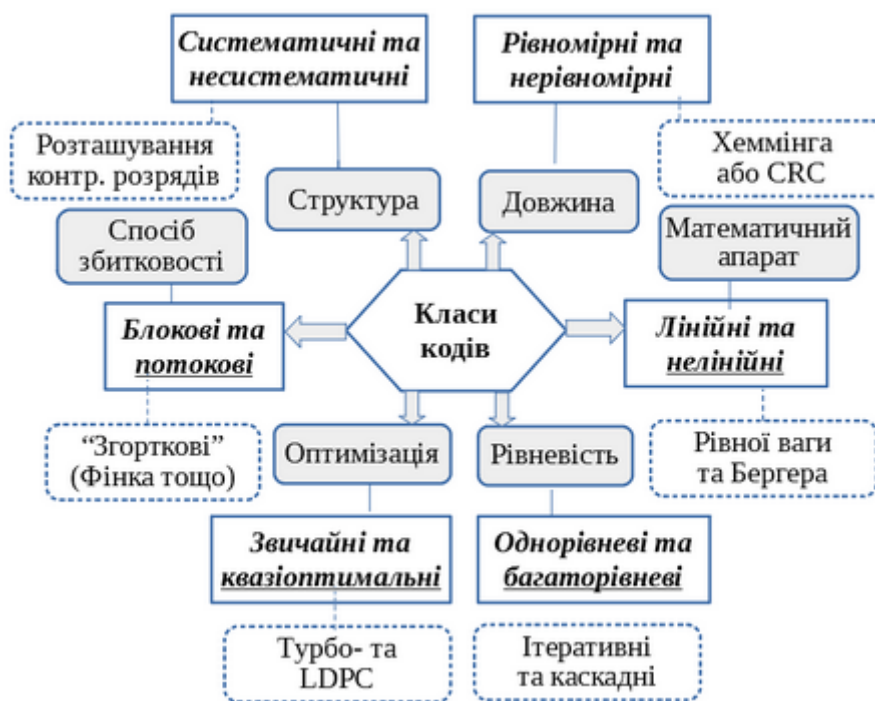 Систематичні та
несистематичні
Рівномірні та
нерівномірні
Розташування
контр. розрядів
Хеммінга
або CRC
Структура
Довжина
Спосіб
збитковості
Математичний
апарат
Класи
кодів
Блокові та
потокові
Лінійні та
нелінійні
“Згорткові”
(Фінка тощо)
Оптимізація
Рівневість
Рівної ваги
та Бергера
Звичайні та
квазіоптимальні
Однорівневі та
багаторівневі
Турбо- та
LDPC
Ітеративні
та каскадні